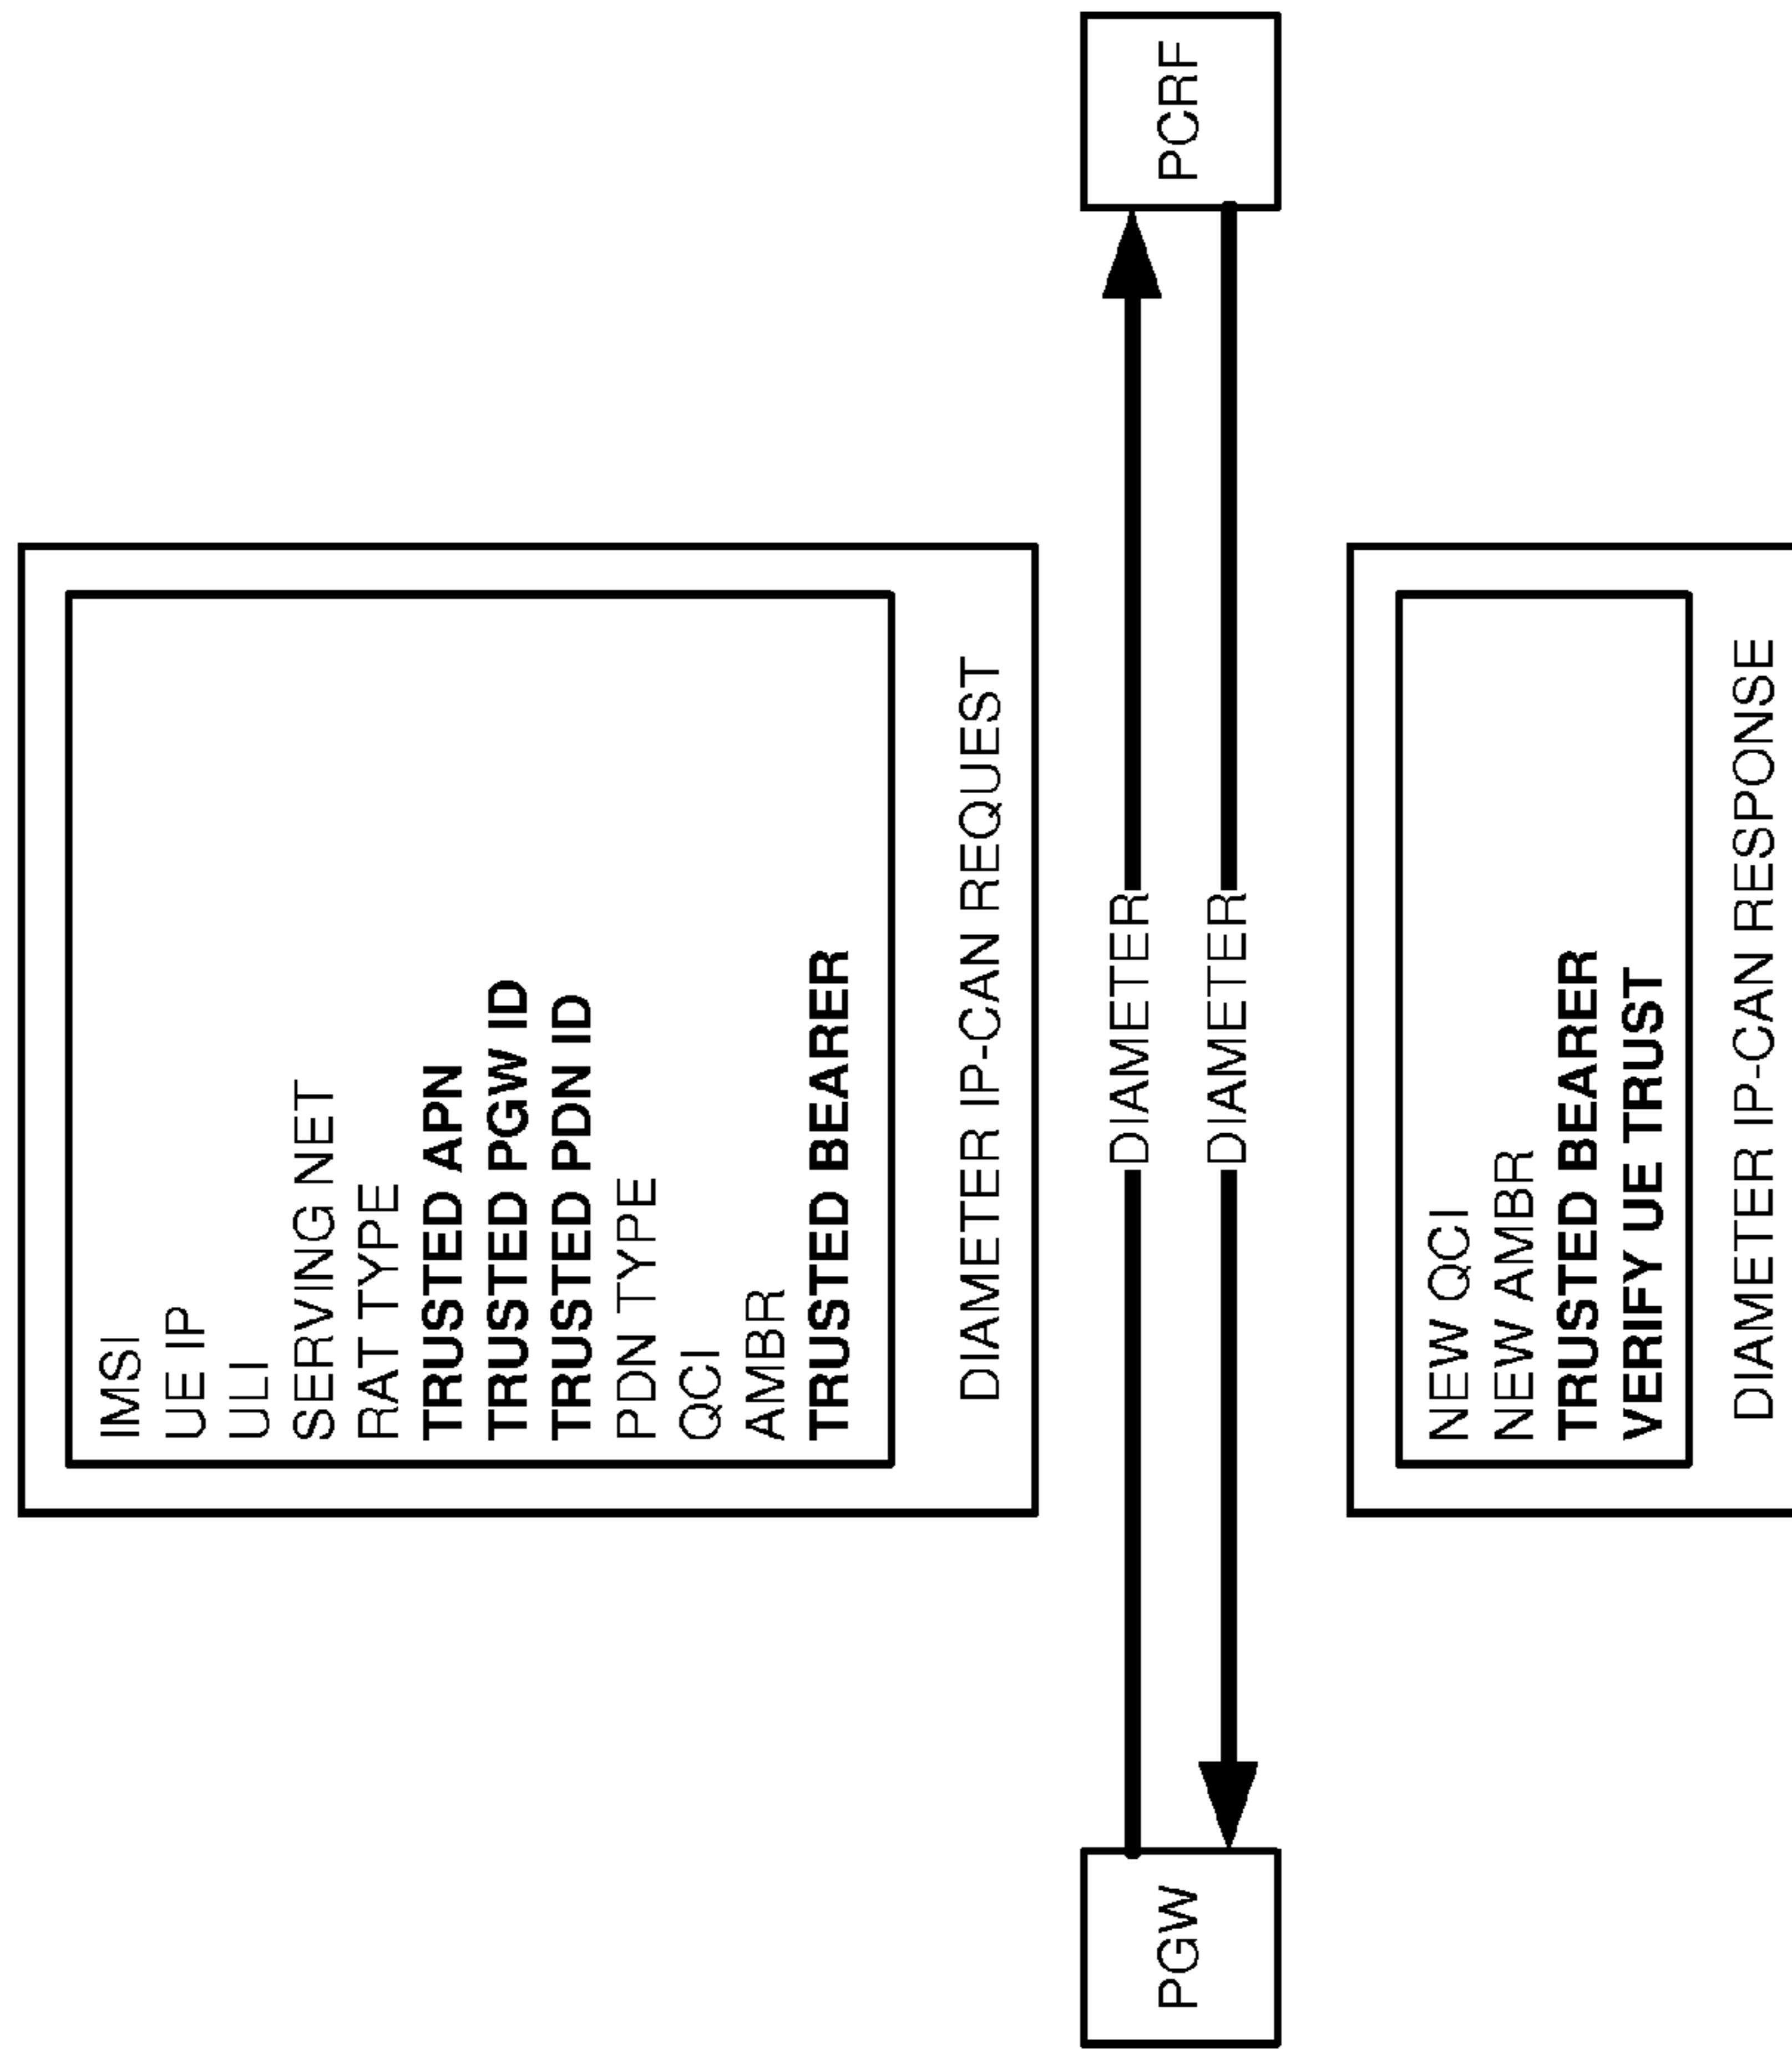 IMSI
UE IP
ULI
SERVING NET
RAT TYPE
TRUSTED APN
TRUSTED PGW ID
TRUSTED PDN ID
PDN TYPE
QCI
AMBR
TRUSTED BEARER
DIAMETER IP-CAN REQUEST
PGW
DIAMETER
DIAMETER
PCRF
NEW QCI
NEW AMBR
TRUSTED BEARER
VERIFY UE TRUST
DIAMETER IP-CAN RESPONSE